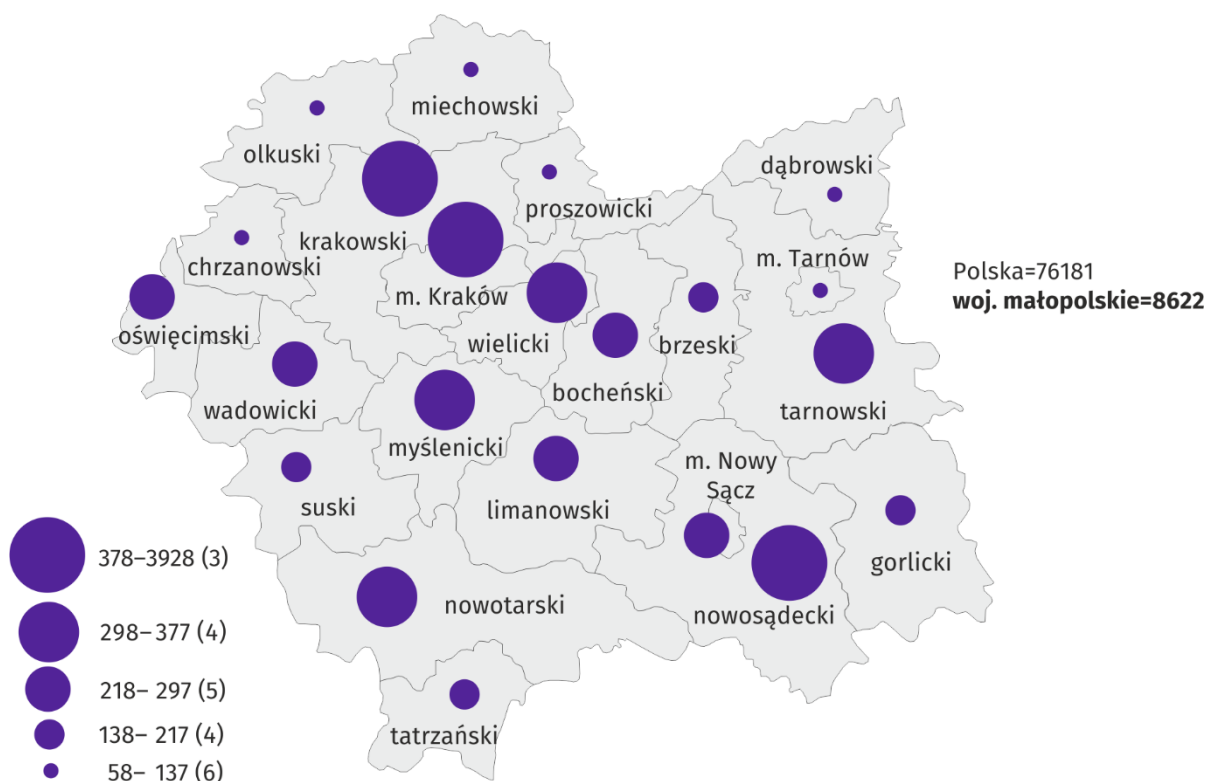 miechowski
olkuski
dąbrowski
proszowicki
krakowski
m. Tarnów
chrzanowski
Polska=76181
m. Kraków
woj. małopolskie=8622
oświęcimski
wielicki
brzeski
bocheński
wadowicki
tarnowski
myślenicki
m. Nowy
Sącz
suski
limanowski
378–3928 (3)
gorlicki
nowotarski
nowosądecki
298– 377 (4)
218– 297 (5)
138– 217 (4)
tatrzański
58– 137 (6)